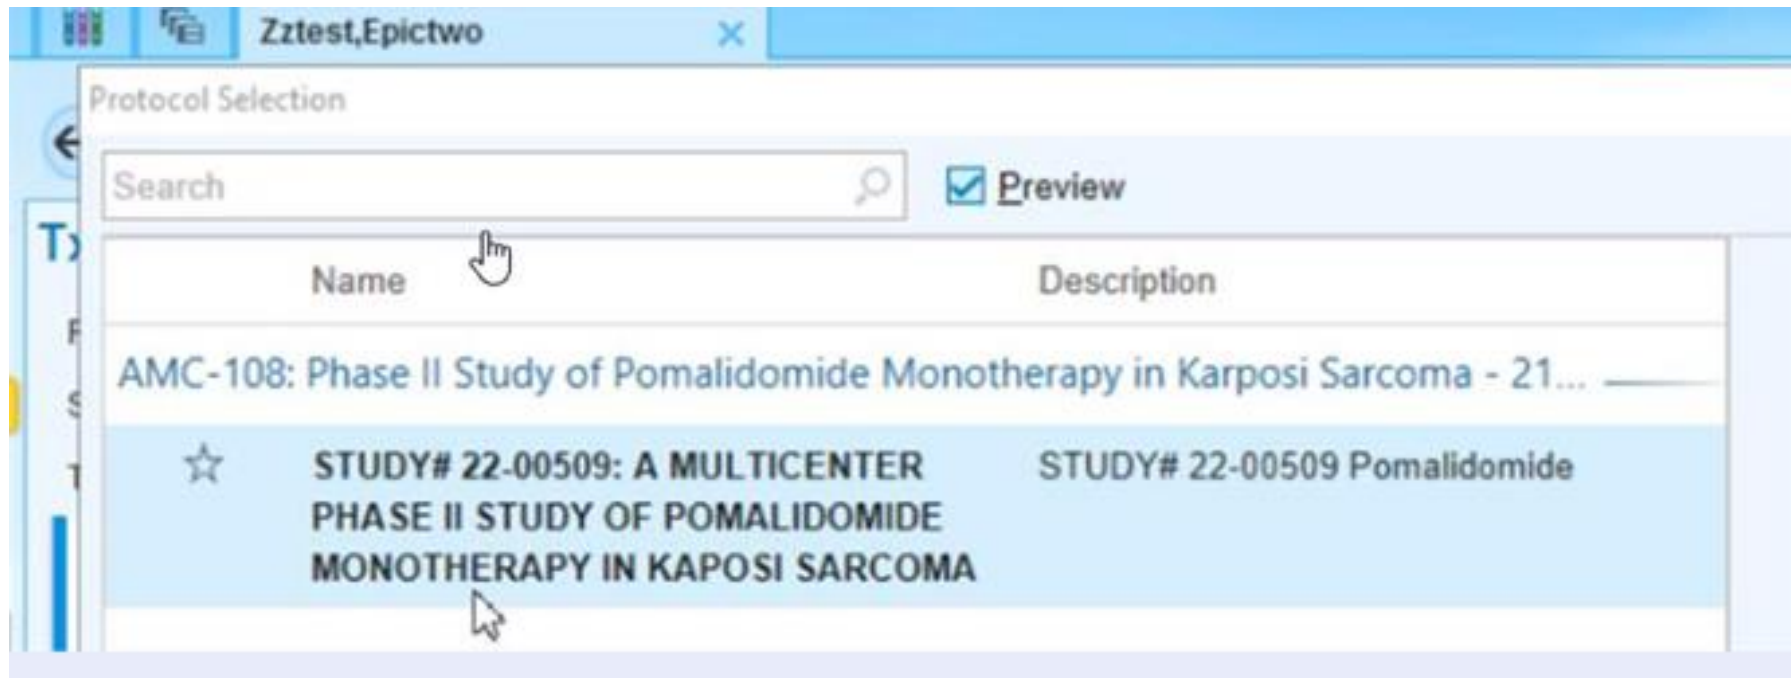 Zztest,Epictwo
Protocol Selection
Search
Preview
Tx
Name Description
AMC-108: Phase II Study of Pomalidomide Monotherapy in Karposi Sarcoma - 21...
STUDY# 22-00509: A MULTICENTER STUDY# 22-00509 Pomalidomide
PHASE II STUDY OF POMALIDOMIDE
MONOTHERAPY IN KAPOSI SARCOMA